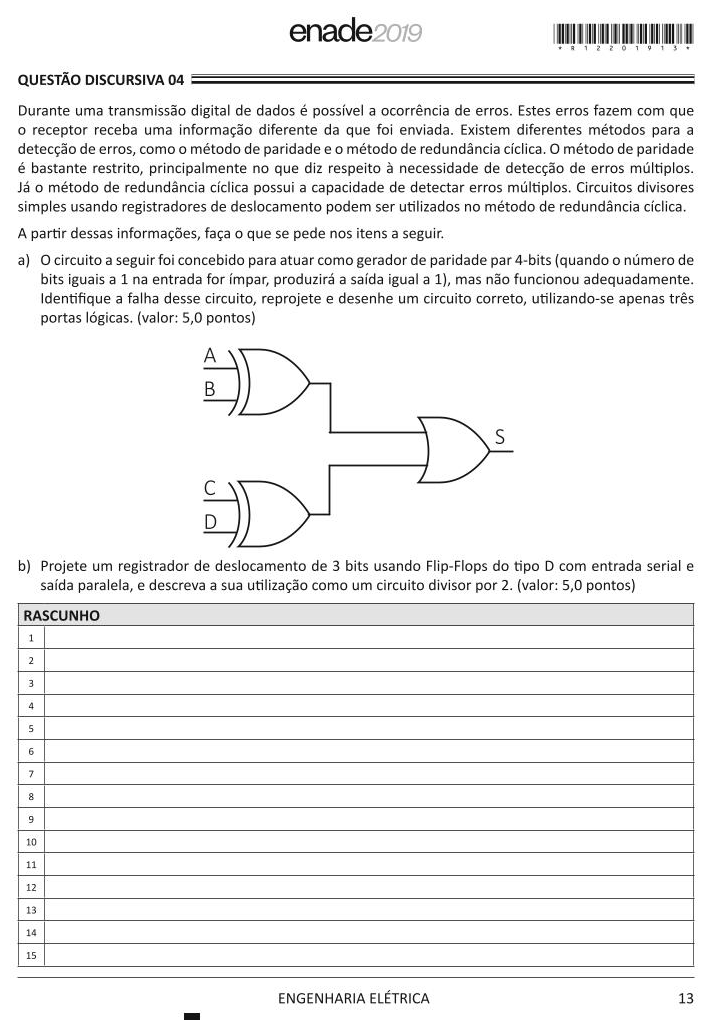 enade2019
*R1220191 3*
QUESTÃO DISCURSIVA 04
Durante uma transmissão digital de dados é possível a ocorrência de erros. Estes erros fazem com que
o receptor receba uma informação diferente da que foi enviada. Existem diferentes métodos para a
detecção de erros, como o método de paridade e o método de redundância cíclica. O método de paridade
é bastante restrito, principalmente no que diz respeito à necessidade de detecção de erros múltiplos.
Já o método de redundância cíclica possui a capacidade de detectar erros múltiplos. Circuitos divisores
simples usando registradores de deslocamento podem ser utilizados no método de redundância cíclica.
A partir dessas informações, faça o que se pede nos itens a seguir.
a) O circuito a seguir foi concebido para atuar como gerador de paridade par 4-bits (quando o número de
bits iguais a 1 na entrada for ímpar, produzirá a saída igual a 1), mas não funcionou adequadamente.
Identifique a falha desse circuito, reprojete e desenhe um circuito correto, utilizando-se apenas três
portas lógicas. (valor: 5,0 pontos)
A
B
S
C
D
b) Projete um registrador de deslocamento de 3 bits usando Flip-Flops do tipo D com entrada serial e
saída paralela, e descreva a sua utilização como um circuito divisor por 2. (valor: 5,0 pontos)
RASCUNHO
1
2
3
4
5
6
7
8
9
10
11
12
13
14
15
ENGENHARIA ELÉTRICA
13